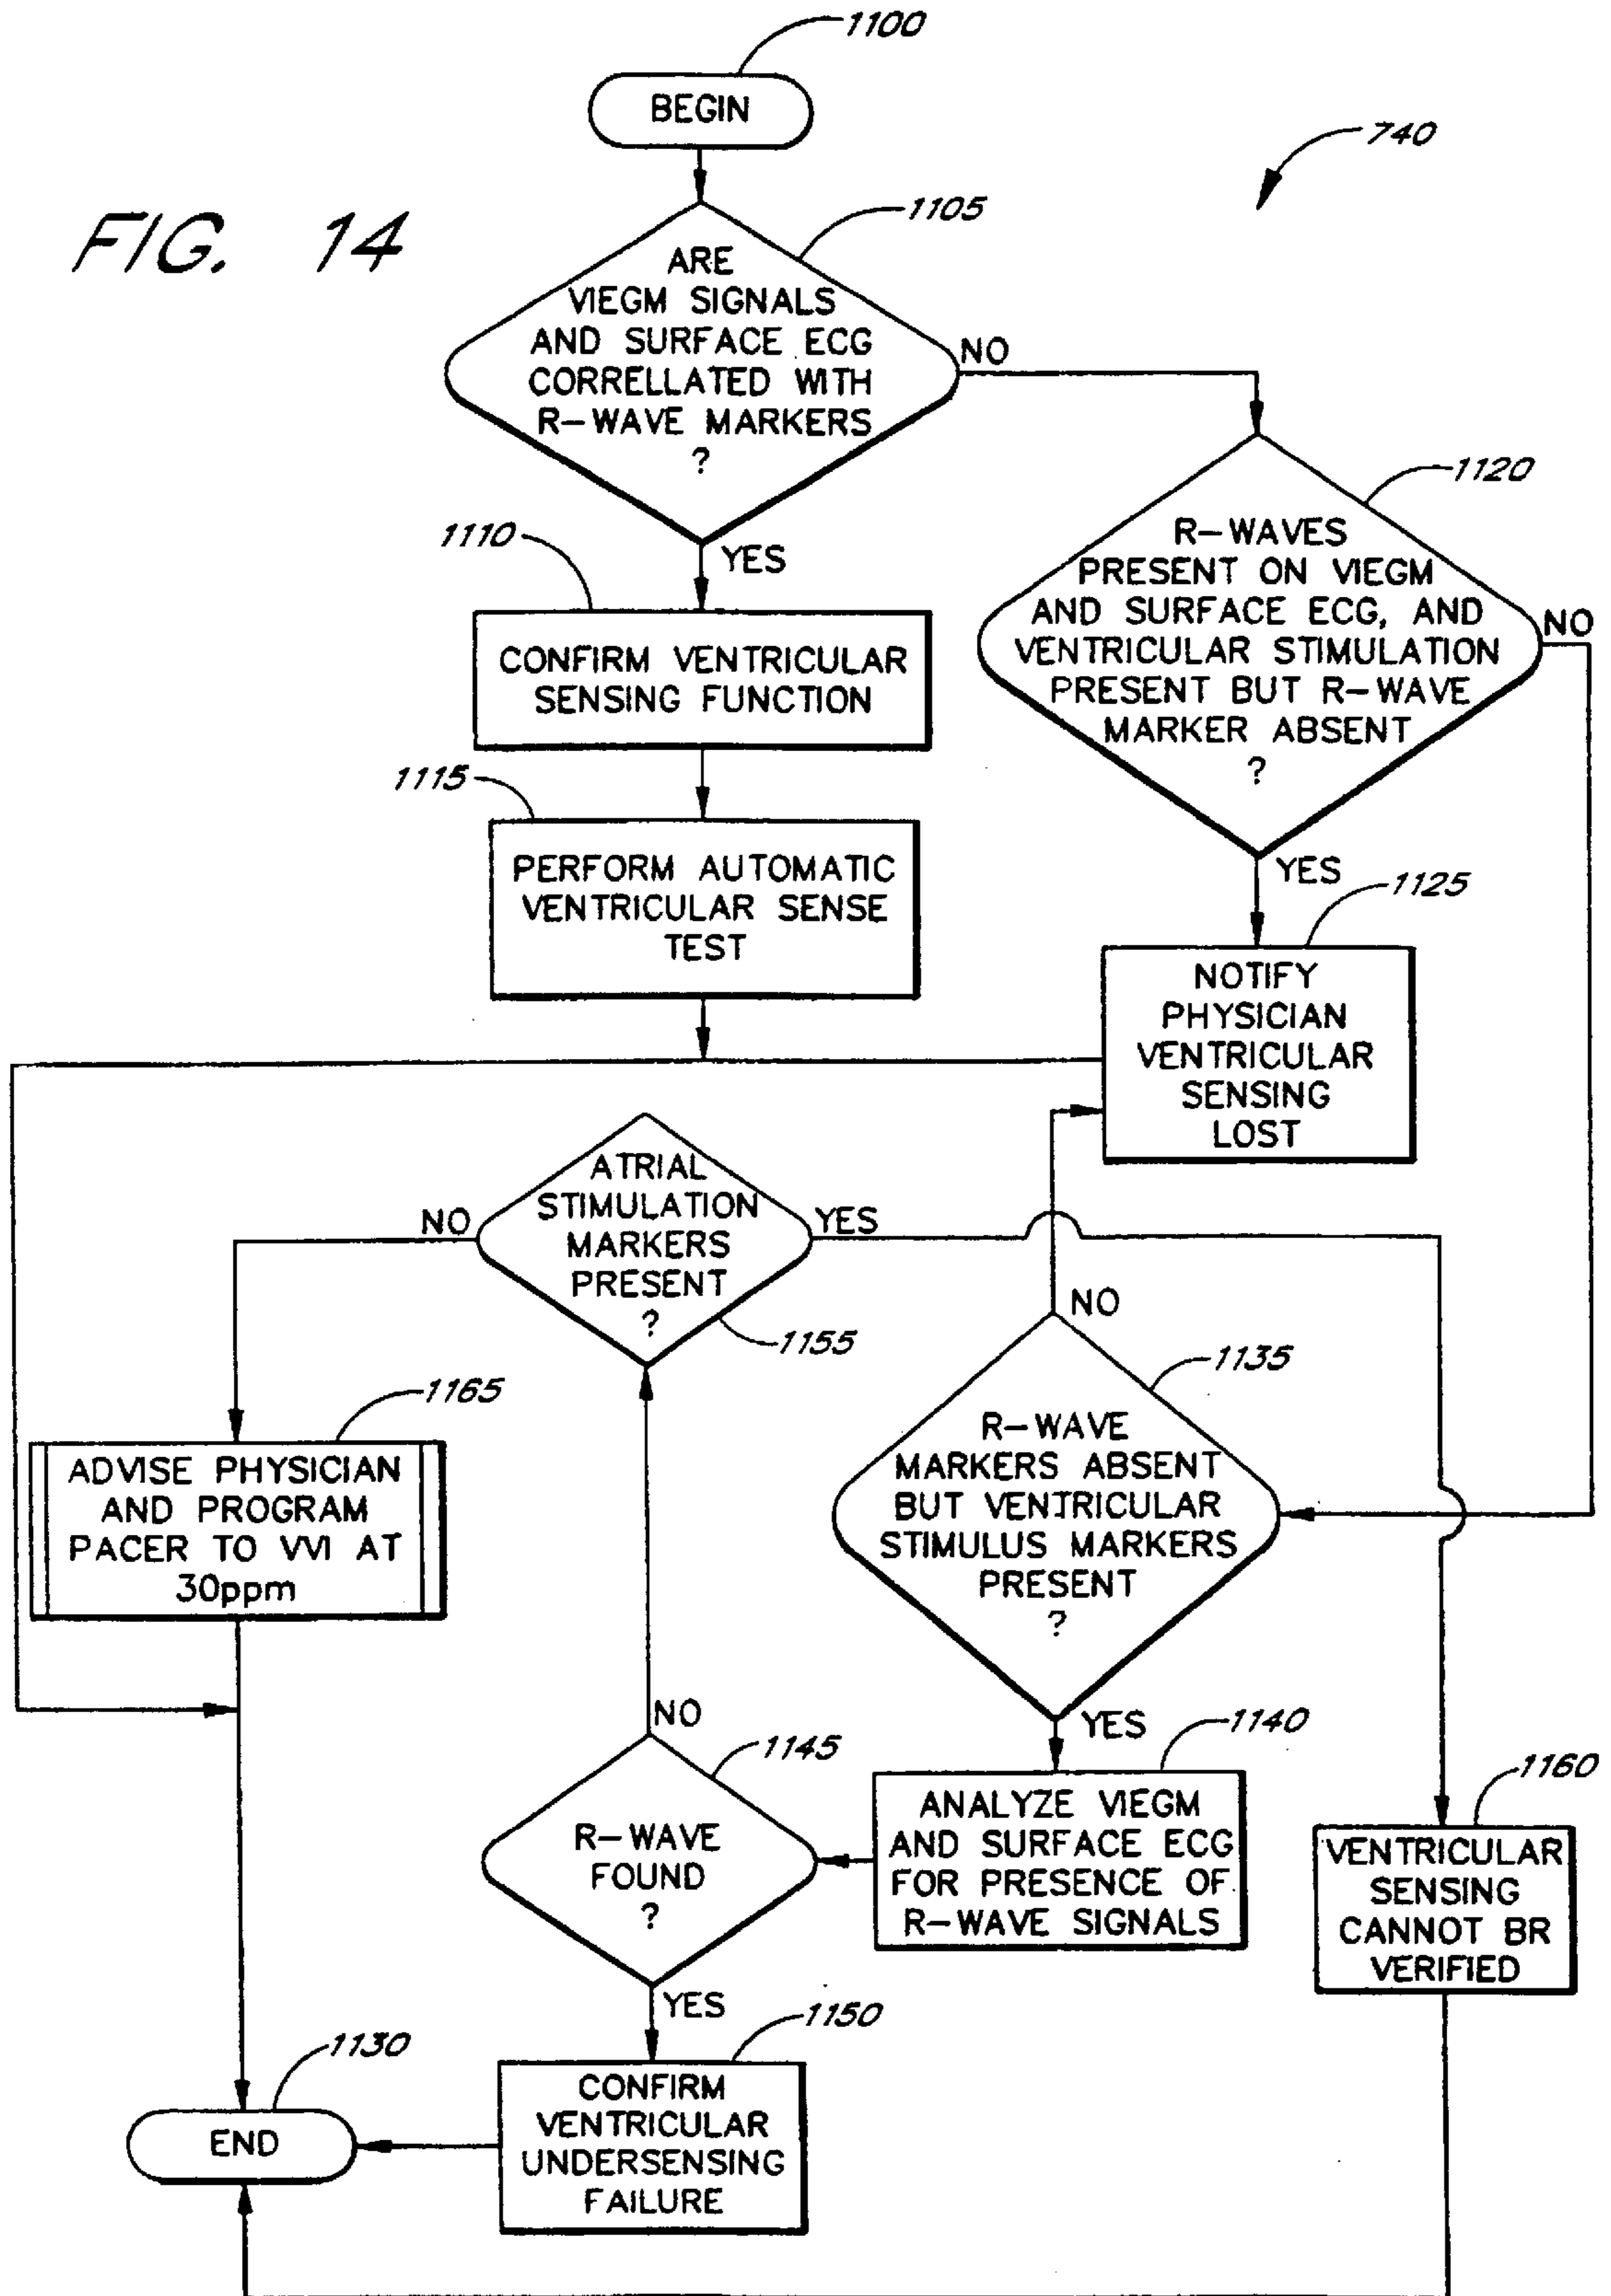 1100
BEGIN
740
FIG. 14
1105
ARE
VIEGM SIGNALS
AND SURFACE ECG
CORRELLATED WITH
R-WAVE MARKERS
?
NO
YES
1110
CONFIRM VENTRICULAR
SENSING FUNCTION
1115
PERFORM AUTOMATIC
VENTRICULAR SENSE
TEST
1120
R-WAVES
PRESENT ON VIEGM
AND SURFACE ECG, AND
VENTRICULAR STIMULATION
PRESENT BUT R-WAVE
MARKER ABSENT
?
NO
YES
1125
NOTIFY
PHYSICIAN
VENTRICULAR
SENSING
LOST
ATRIAL
STIMULATION
MARKERS
PRESENT
?
NO
YES
1155
NO
1135
R-WAVE
MARKERS ABSENT
BUT VENTRICULAR
STIMULUS MARKERS
PRESENT
?
YES
1165
ADVISE PHYSICIAN
AND PROGRAM
PACER TO VVI AT
30ppm
1140
ANALYZE VIEGM
AND SURFACE ECG
FOR PRESENCE OF
R-WAVE SIGNALS
NO
1145
R-WAVE
FOUND
?
YES
1160
VENTRICULAR
SENSING
CANNOT BR
VERIFIED
1150
CONFIRM
VENTRICULAR
UNDERSENSING
FAILURE
1130
END